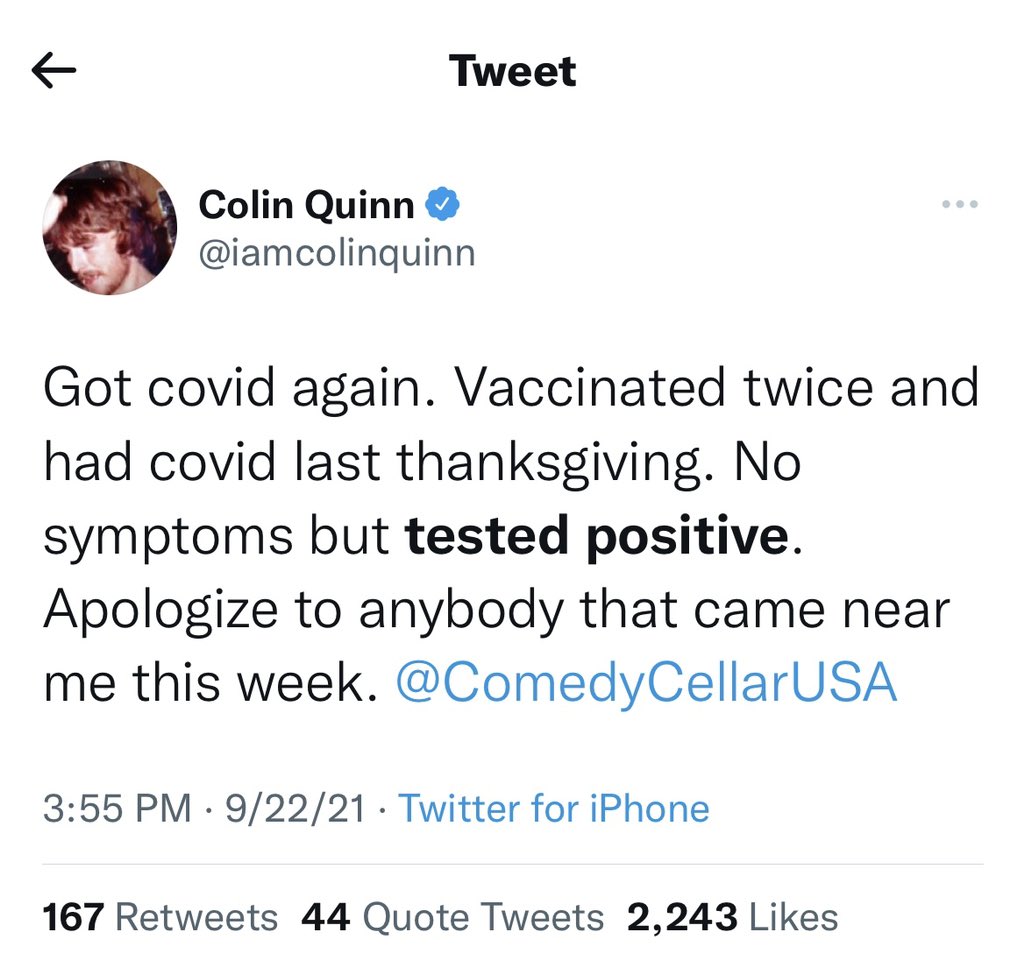 Tweet
Colin Quinn
@iamcolinquinn
Got covid again. Vaccinated twice and
had covid last thanksgiving. No
symptoms but tested positive.
Apologize to anybody that came near
me this week. @ComedyCellarUSA
3:55 PM · 9/22/21 · Twitter for iPhone
167 Retweets 44 Quote Tweets 2,243 Likes